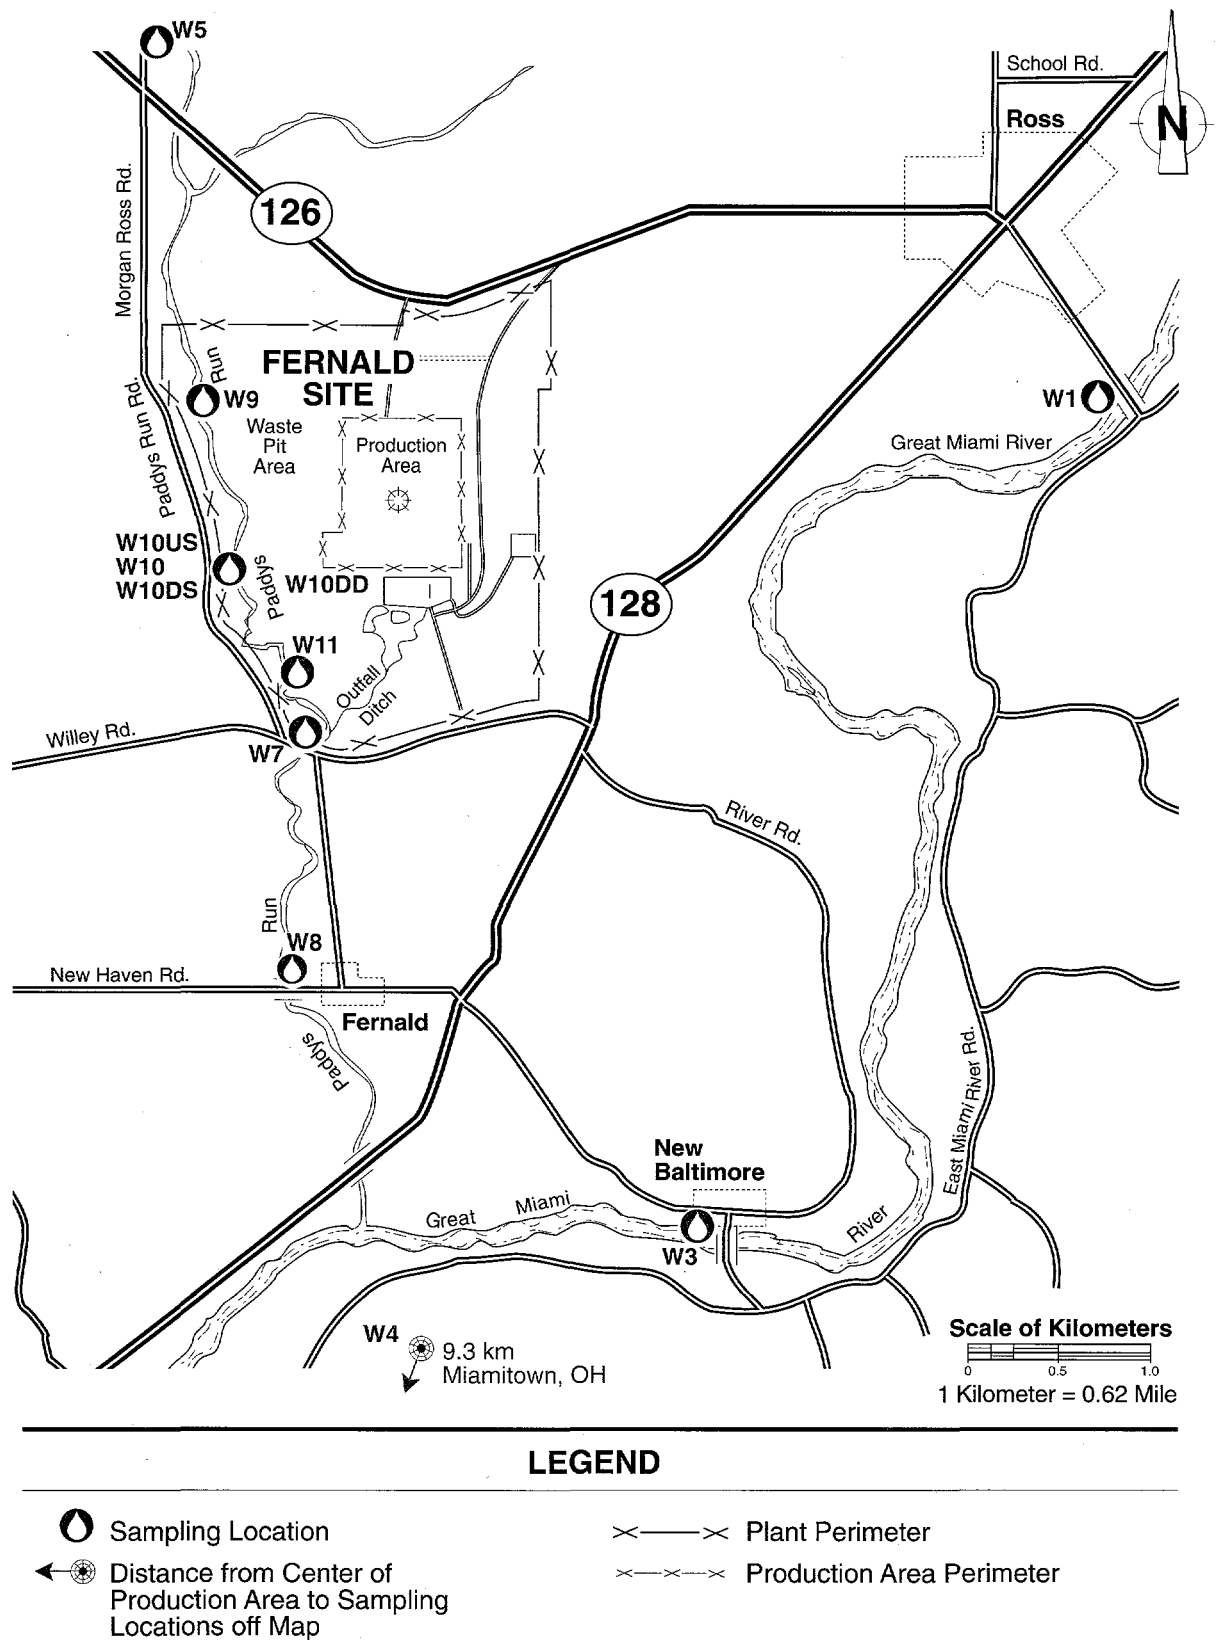 W5
School Rd.
Ross
N
Morgan Ross Rd.
126
FERNALD
SITE
Run
W9
W1
Waste
Pit
Area
Production
Area
Great Miami River
Paddys Run Rd.
W10US
W10
W10DS
Paddys
W10DD
128
W11
Outfall
Ditch
Willey Rd.
W7
River Rd.
Run
W8
New Haven Rd.
Fernald
Paddys
East Miami River Rd.
New
Baltimore
Great Miami
River
W3
W4
9.3 km
Miamitown, OH
Scale of Kilometers
0 0.5 1.0
1 Kilometer = 0.62 Mile
LEGEND
Sampling Location
Plant Perimeter
Distance from Center of
Production Area to Sampling
Locations off Map
Production Area Perimeter